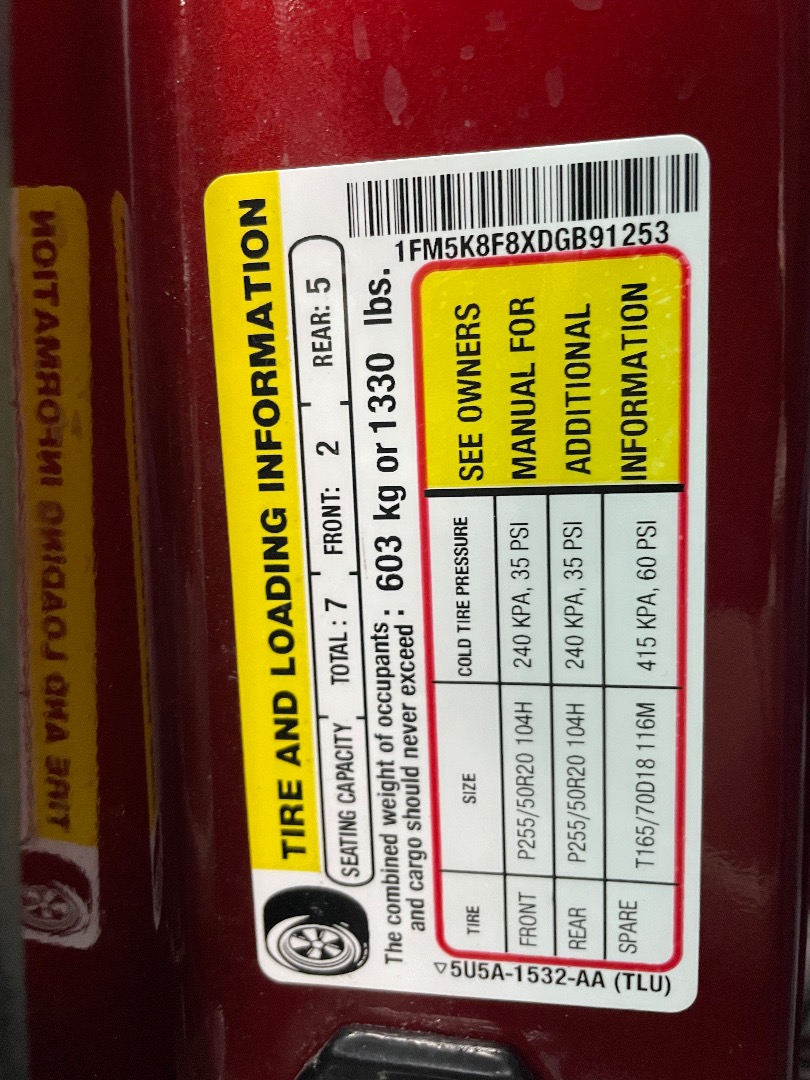 TIRE AND LOADING INFORMATION
SEATING CAPACITY TOTAL : 7 FRONT: 2 REAR: 5
The combined weight of occupants : 603 kg or 1330 lbs.
and cargo should never exceed :
1FM5K8F8XDGB91253
TIRE SIZE COLD TIRE PRESSURE
FRONT P255/50R20 104H 240 KPA, 35 PSI
REAR P255/50R20 104H 240 KPA, 35 PSI
SPARE T165/70D18 116M 415 KPA, 60 PSI
SEE OWNERS
MANUAL FOR
ADDITIONAL
INFORMATION
5U5A-1532-AA (TLU)
TIRE AND LOADING INFORMATION